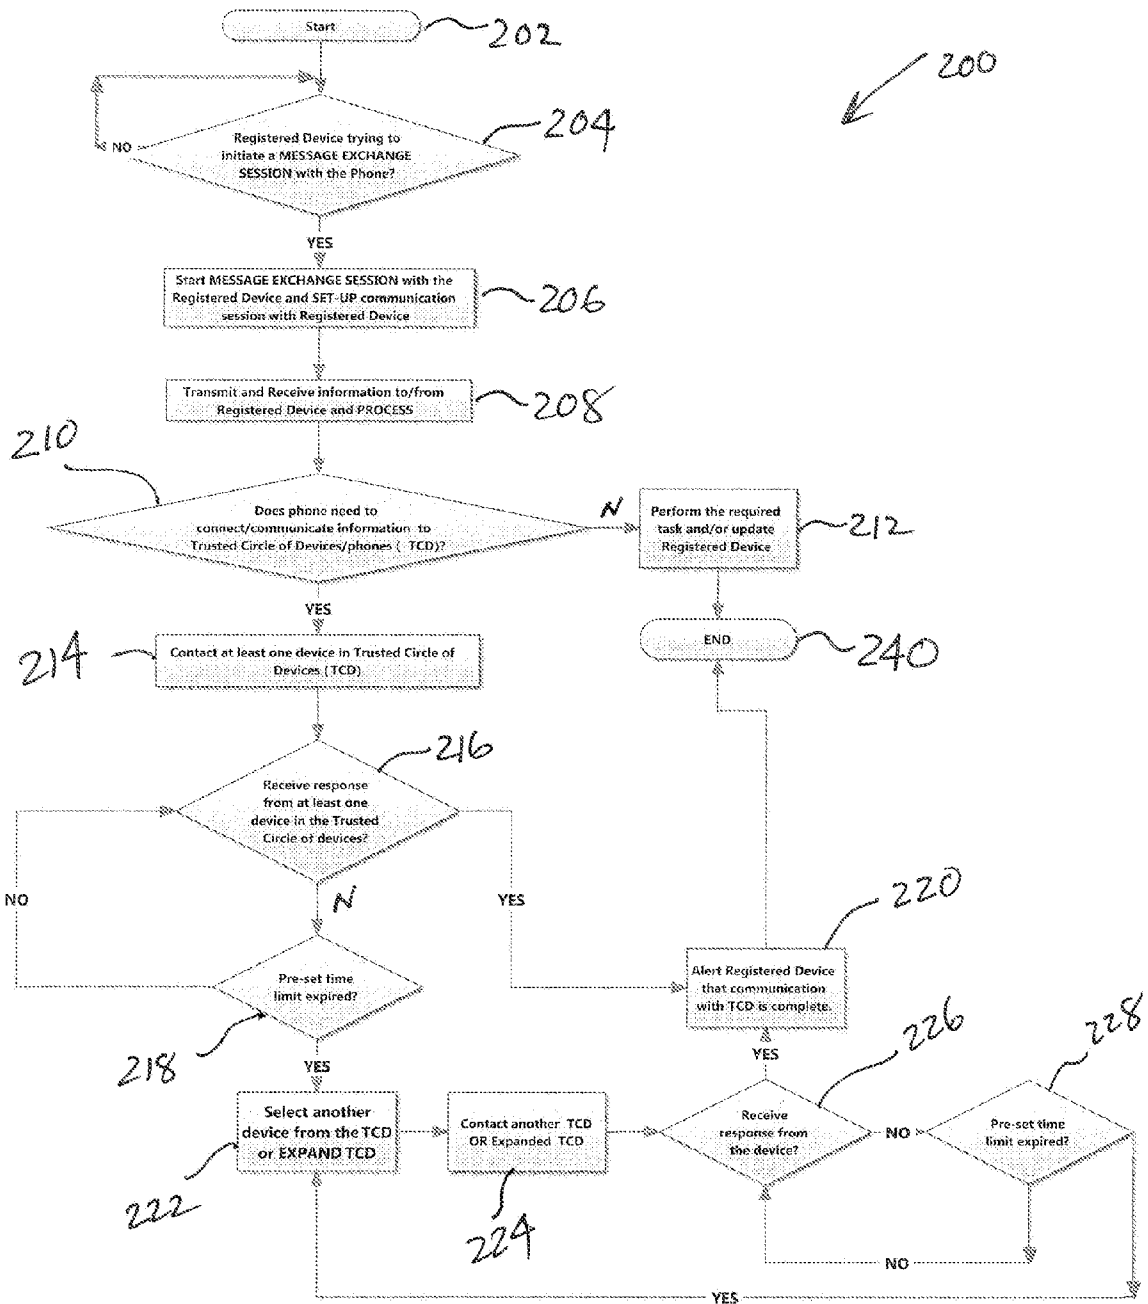 Start
202
200
Registered Device trying to
initiate a MESSAGE EXCHANGE
SESSION with the Phone?
204
NO
YES
Start MESSAGE EXCHANGE SESSION with the
Registered Device and SET-UP communication
session with Registered Device
206
Transmit and Receive information to/from
Registered Device and PROCESS
208
210
Does phone need to
connect/communicate information to
Trusted Circle of Devices/phones ( TCD)?
N
Perform the required
task and/or update
Registered Device
212
YES
END
240
214
Contact at least one device in Trusted Circle of
Devices (TCD)
216
Receive response
from at least one
device in the Trusted
Circle of devices?
NO
N
YES
220
Pre-set time
limit expired?
Alert Registered Device
that communication
with TCD is complete.
218
YES
YES
226
228
Select another
device from the TCD
or EXPAND TCD
Contact another TCD
OR Expanded TCD
Receive
response from
the device?
NO
Pre-set time
limit expired?
222
224
NO
YES